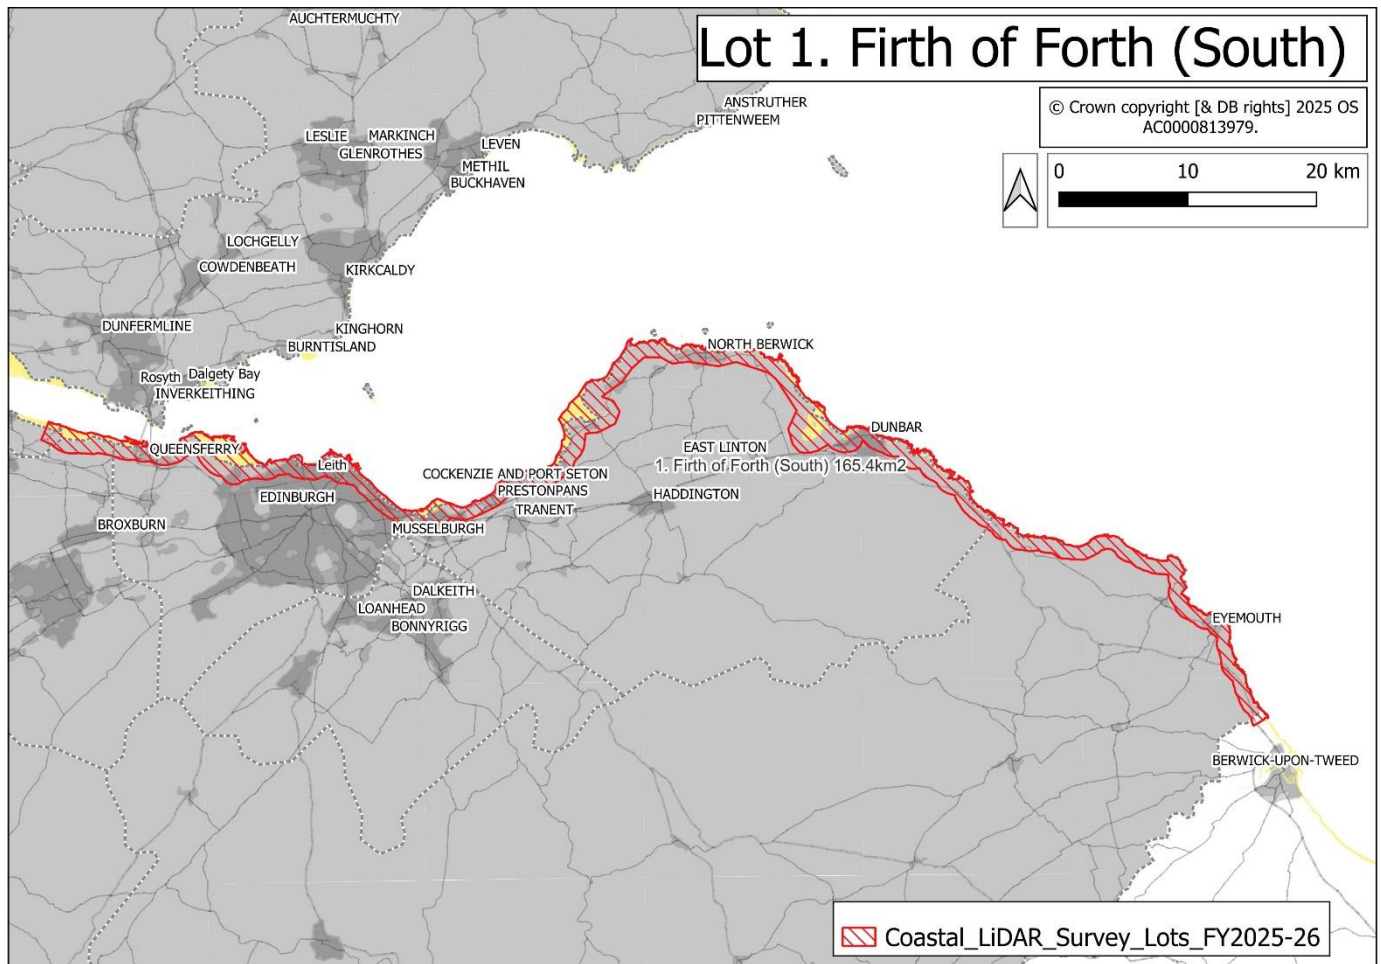 Lot 1. Firth of Forth (South)
© Crown copyright [& DB rights] 2025 OS
AC0000813979.
0 10 20 km
AUCHTERMUCHTY
ANSTRUTHER
PITTENWEEM
LESLIE
MARKINCH
GLENROTHES
LEVEN
METHIL
BUCKHAVEN
LOCHGELLY
COWDENBEATH
KIRKCALDY
DUNFERMLINE
KINGHORN
BURNTISLAND
Rosyth
Dalgety Bay
INVERKEITHING
NORTH BERWICK
QUEENSFERRY
Leith
DUNBAR
EAST LINTON
1. Firth of Forth (South) 165.4km2
COCKENZIE AND PORT SETON
PRESTONPANS
TRANENT
HADDINGTON
EDINBURGH
BROXBURN
MUSSELBURGH
DALKEITH
LOANHEAD
BONNYRIGG
EYEMOUTH
BERWICK-UPON-TWEED
Coastal_LiDAR_Survey_Lots_FY2025-26